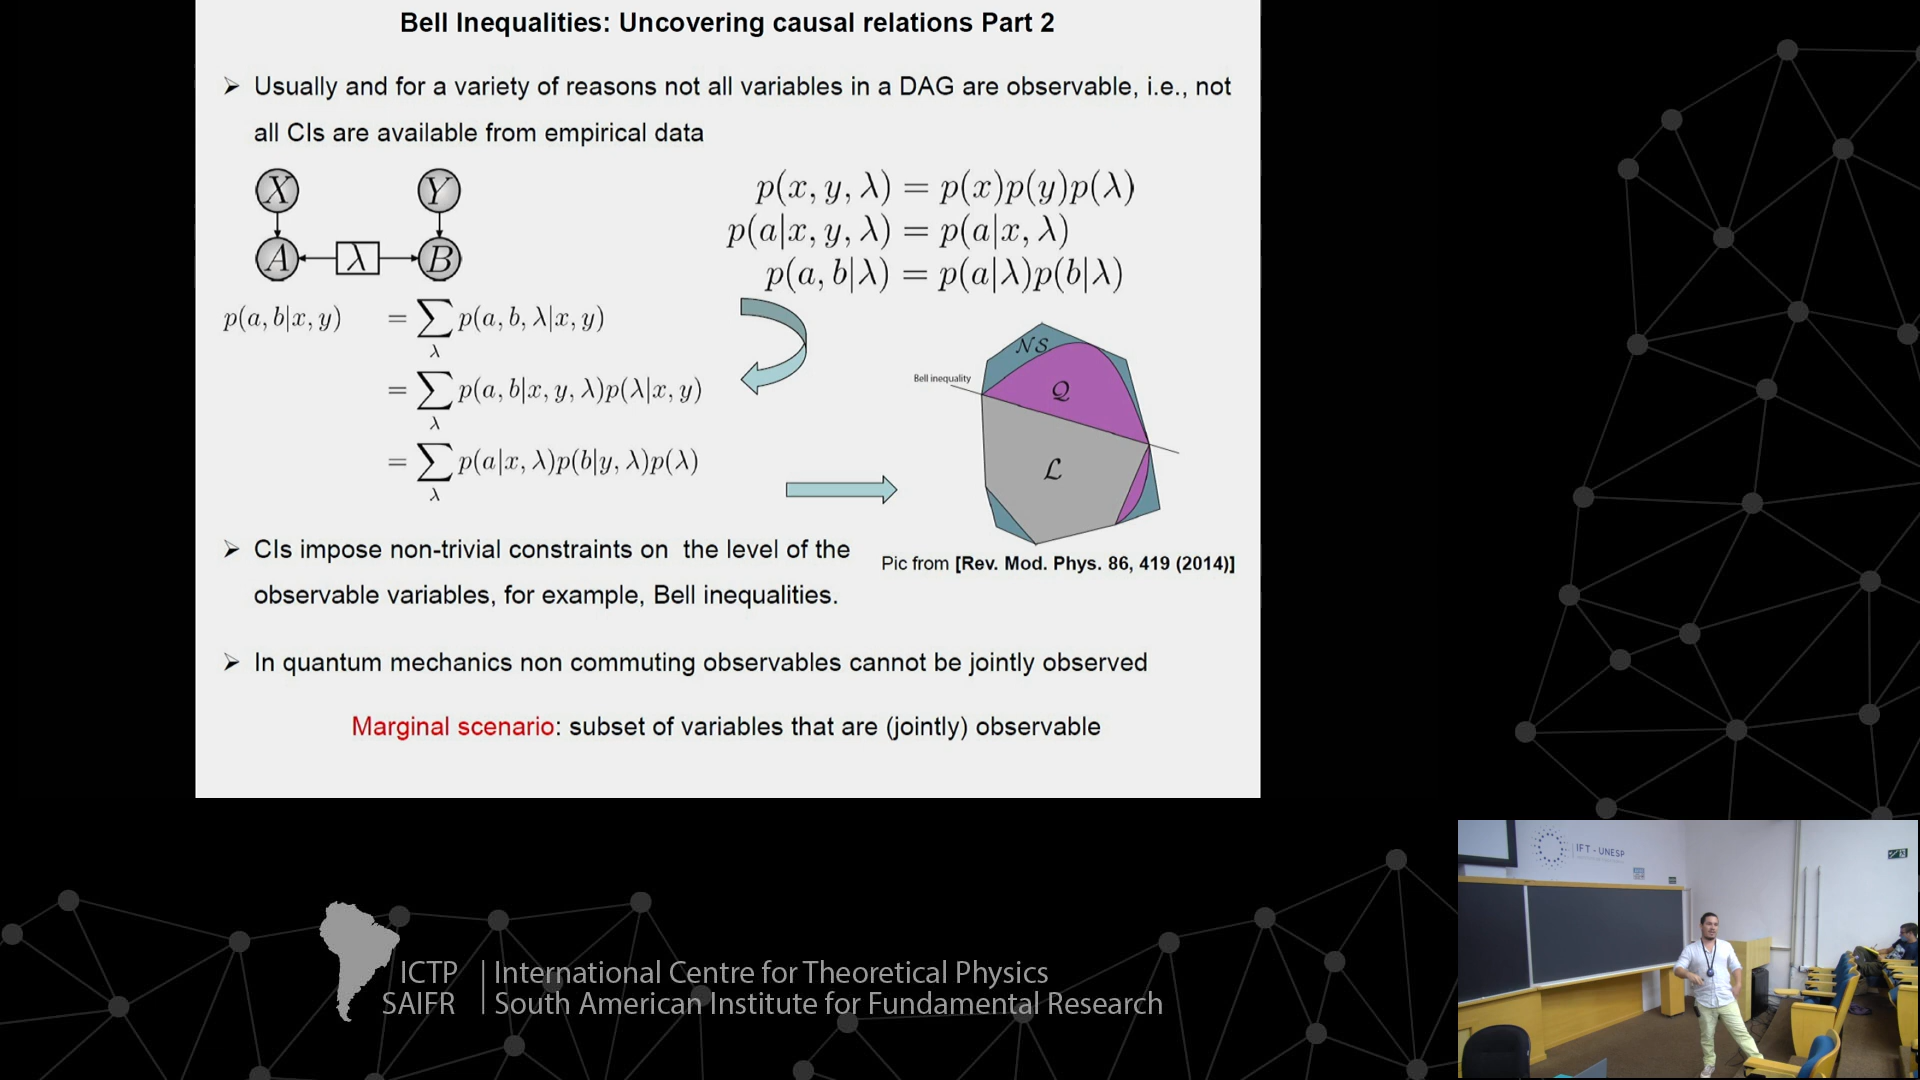 Bell Inequalities: Uncovering causal relations Part 2
➢ Usually and for a variety of reasons not all variables in a DAG are observable, i.e., not
all CIs are available from empirical data
X Y
A λ B
p(x, y, λ) = p(x)p(y)p(λ)
p(a|x, y, λ) = p(a|x, λ)
p(a, b|λ) = p(a|λ)p(b|λ)
p(a, b|x, y) = ∑_λ p(a, b, λ|x, y)
= ∑_λ p(a, b|x, y, λ)p(λ|x, y)
= ∑_λ p(a|x, λ)p(b|y, λ)p(λ)
NS
Bell inequality
Q
L
Pic from [Rev. Mod. Phys. 86, 419 (2014)]
➢ CIs impose non-trivial constraints on the level of the
observable variables, for example, Bell inequalities.
➢ In quantum mechanics non commuting observables cannot be jointly observed
Marginal scenario: subset of variables that are (jointly) observable
IFT - UNESP
ICTP | International Centre for Theoretical Physics
SAIFR | South American Institute for Fundamental Research